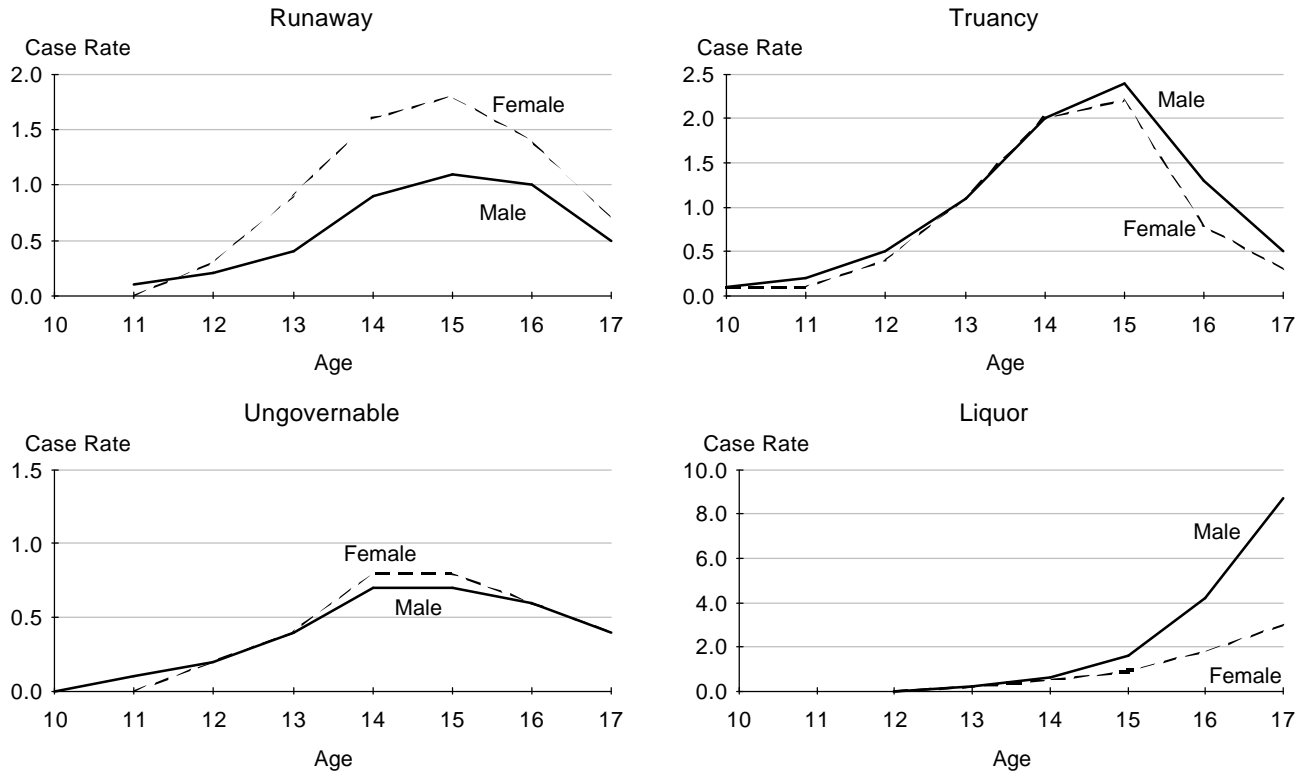 Runaway
Case Rate
2.0
1.5
1.0
0.5
0.0
Female
Male
10 11 12 13 14 15 16 17
Age
Truancy
Case Rate
2.5
2.0
1.5
1.0
0.5
0.0
Male
Female
10 11 12 13 14 15 16 17
Age
Ungovernable
Case Rate
1.5
1.0
0.5
0.0
Female
Male
10 11 12 13 14 15 16 17
Age
Liquor
Case Rate
10.0
8.0
6.0
4.0
2.0
0.0
Male
Female
10 11 12 13 14 15 16 17
Age